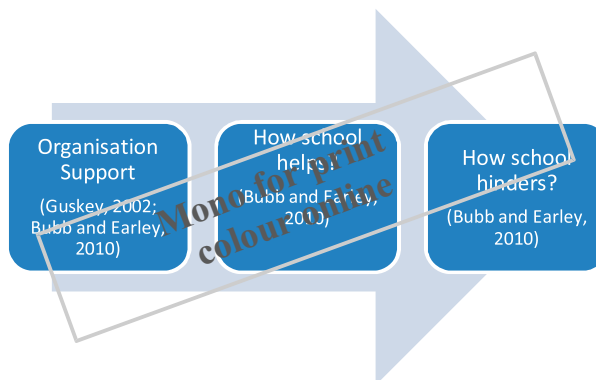 Organisation
Support
(Guskey, 2002;
Bubb and Earley,
2010)
How school
helps?
(Bubb and Earley,
2010)
How school
hinders?
(Bubb and Earley,
2010)
Mono for print
colour online